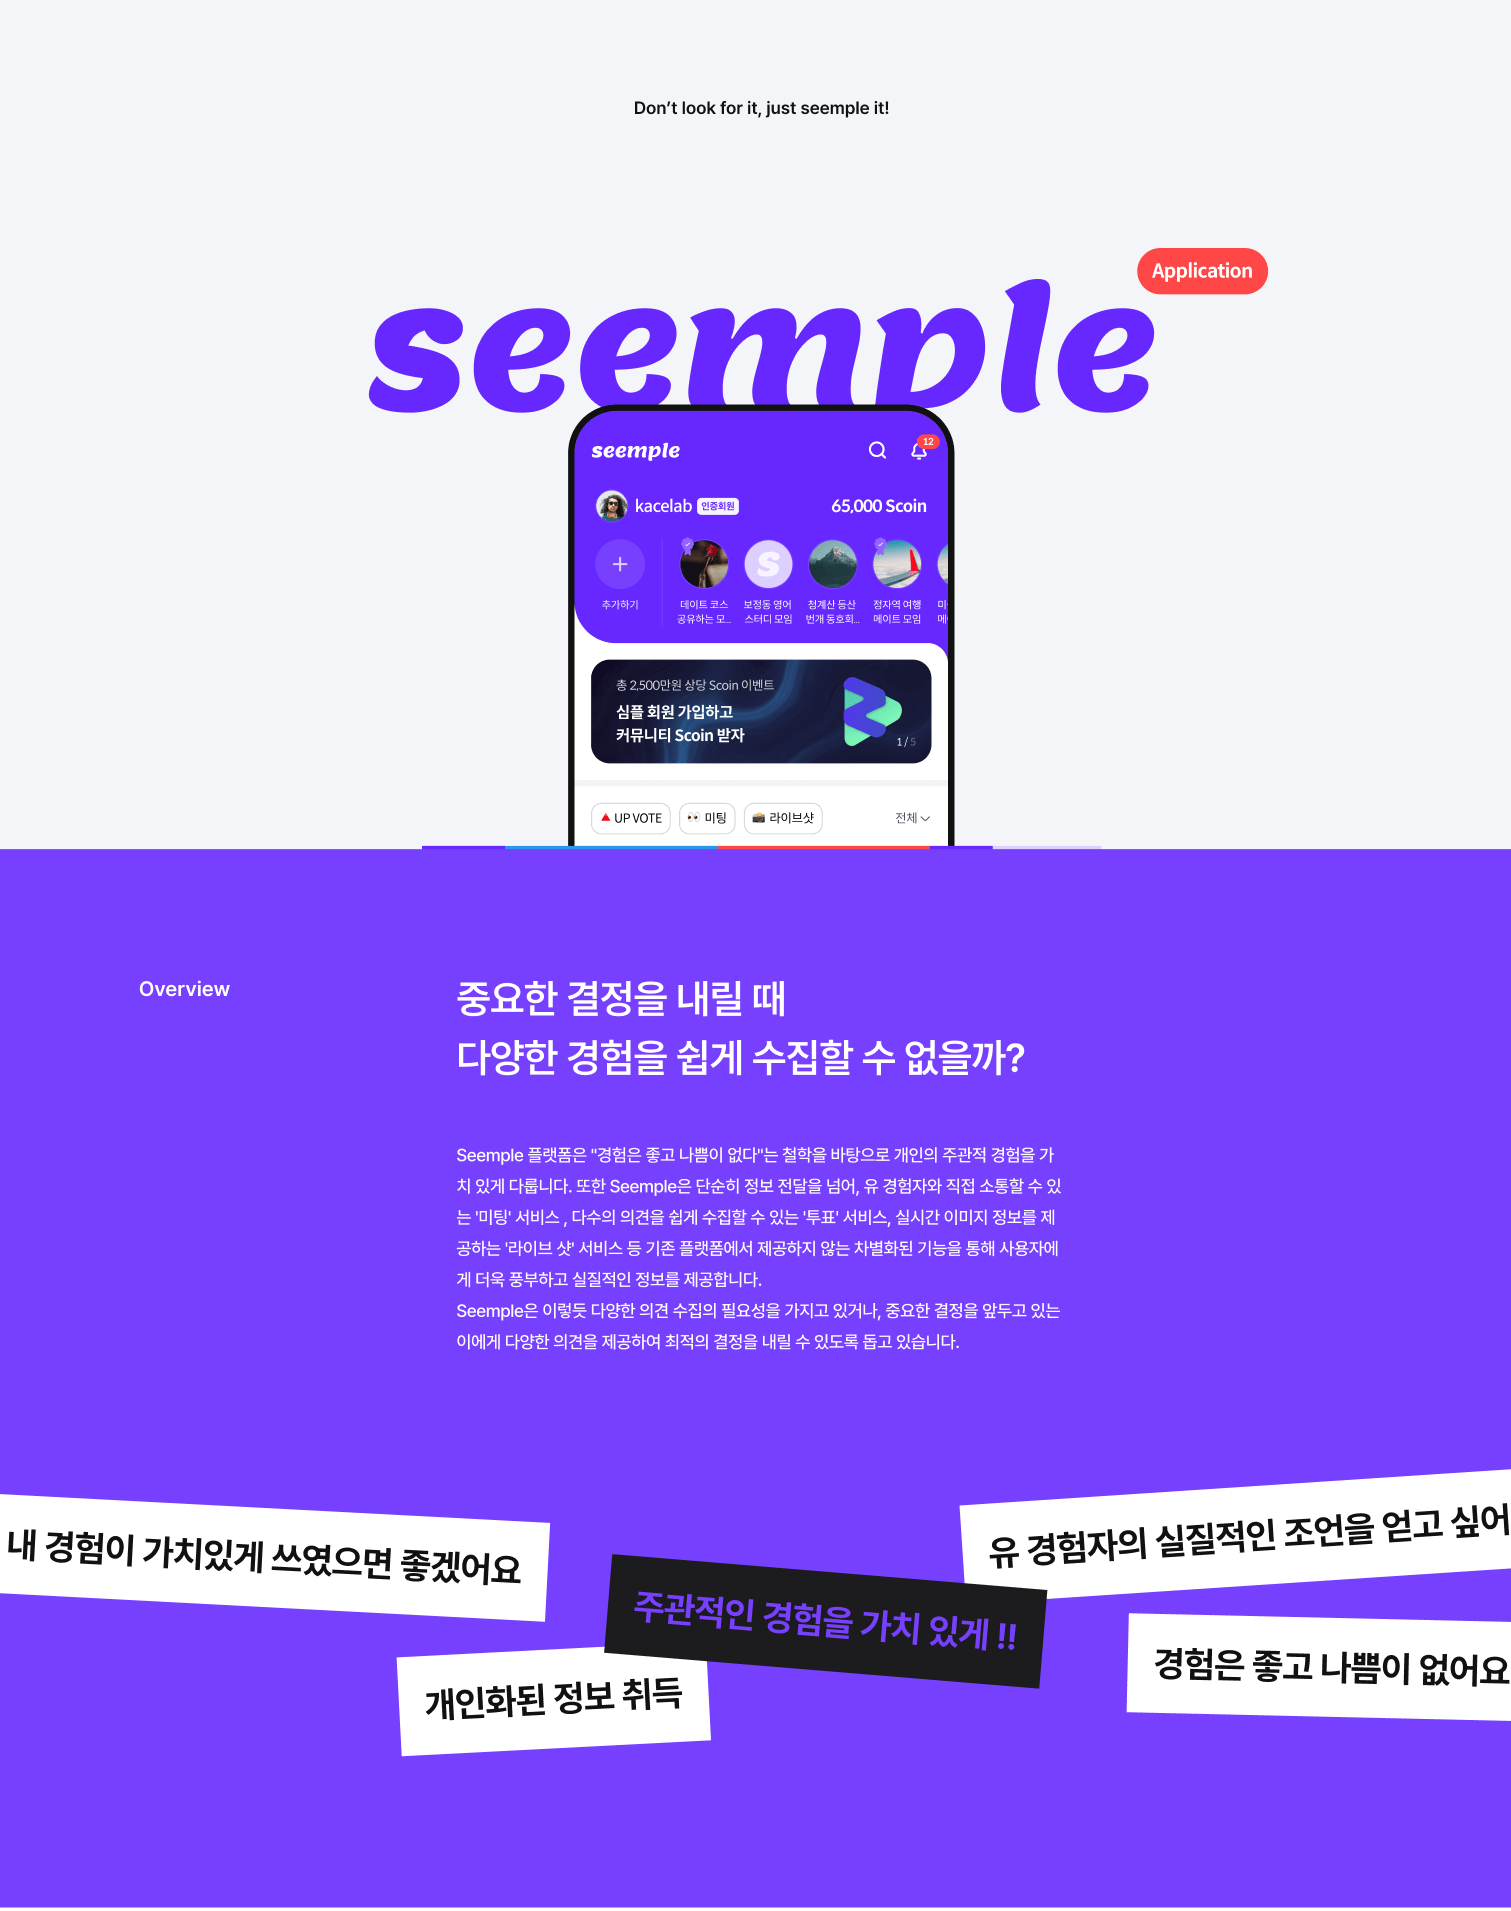 Don't look for it, just seemple it!
Application
seemple
seemple
12
kacelab 인증회원
65,000 Scoin
추가하기
데이트 코스
공유하는 모...
보정동 영어
스터디 모임
청계산 등산
번개 동호회...
정자역 여행
메이트 모임
총 2,500만원 상당 Scoin 이벤트
심플 회원 가입하고
커뮤니티 Scoin 받자
1 / 5
UP VOTE
미팅
라이브샷
전체
Overview
중요한 결정을 내릴 때
다양한 경험을 쉽게 수집할 수 없을까?
Seemple 플랫폼은 "경험은 좋고 나쁨이 없다"는 철학을 바탕으로 개인의 주관적 경험을 가
치 있게 다룹니다. 또한 Seemple은 단순히 정보 전달을 넘어, 유 경험자와 직접 소통할 수 있
는 '미팅' 서비스 , 다수의 의견을 쉽게 수집할 수 있는 '투표' 서비스, 실시간 이미지 정보를 제
공하는 '라이브 샷' 서비스 등 기존 플랫폼에서 제공하지 않는 차별화된 기능을 통해 사용자에
게 더욱 풍부하고 실질적인 정보를 제공합니다.
Seemple은 이렇듯 다양한 의견 수집의 필요성을 가지고 있거나, 중요한 결정을 앞두고 있는
이에게 다양한 의견을 제공하여 최적의 결정을 내릴 수 있도록 돕고 있습니다.
내 경험이 가치있게 쓰였으면 좋겠어요
유 경험자의 실질적인 조언을 얻고 싶어
주관적인 경험을 가치 있게 !!
개인화된 정보 취득
경험은 좋고 나쁨이 없어요